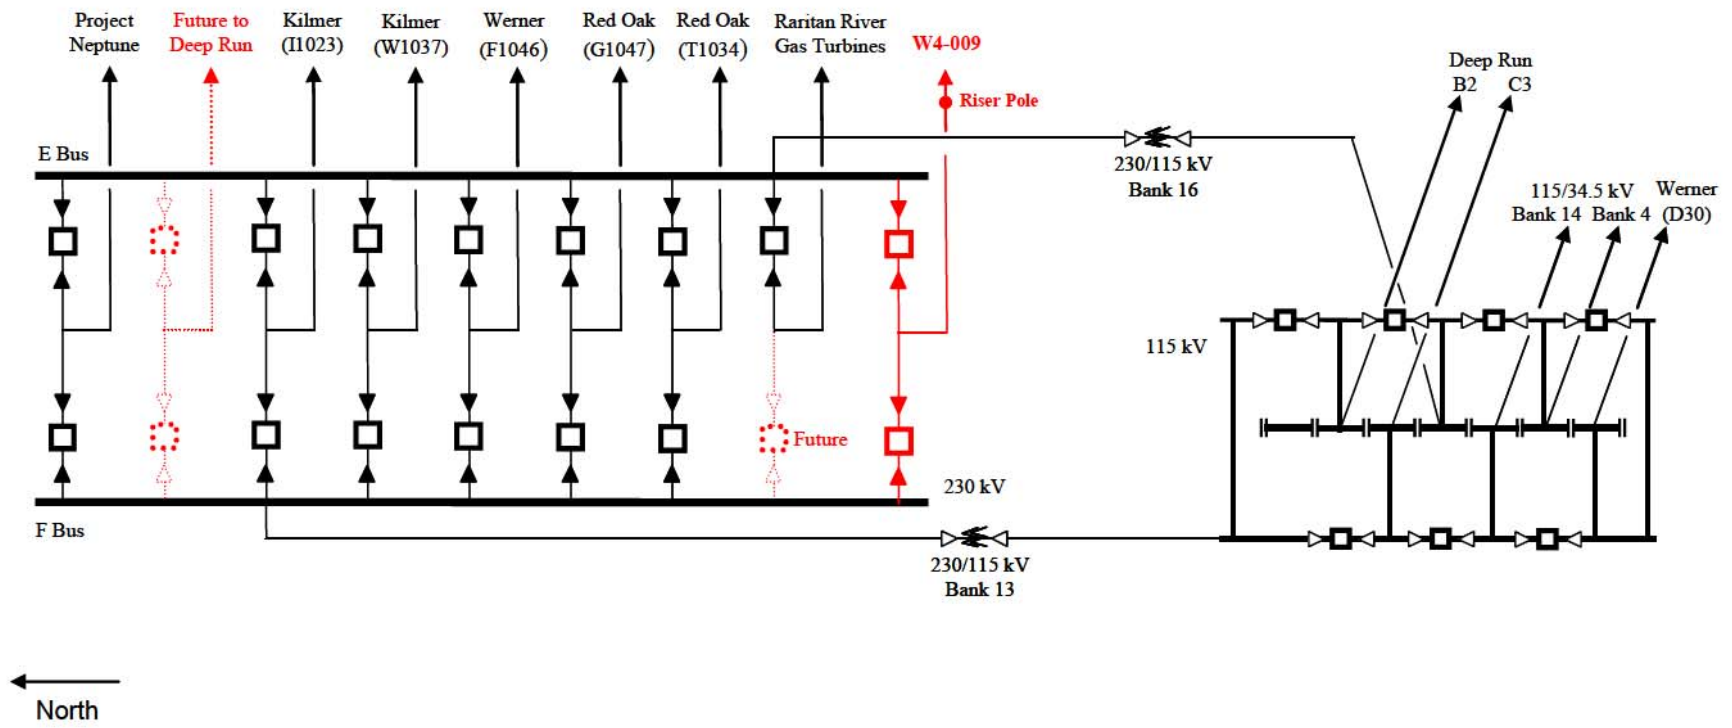 Project
Neptune
Future to
Deep Run
Kilmer
(I1023)
Kilmer
(W1037)
Werner
(F1046)
Red Oak
(G1047)
Red Oak
(T1034)
Raritan River
Gas Turbines
W4-009
Riser Pole
Deep Run
B2 C3
E Bus
230/115 kV
Bank 16
115/34.5 kV
Bank 14 Bank 4
Werner
(D30)
115 kV
Future
230 kV
F Bus
230/115 kV
Bank 13
North